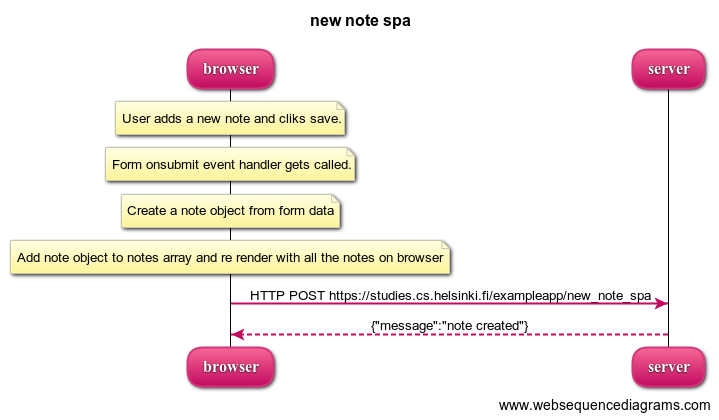 new note spa
browser
server
User adds a new note and cliks save.
Form onsubmit event handler gets called.
Create a note object from form data
Add note object to notes array and re render with all the notes on browser
HTTP POST https://studies.cs.helsinki.fi/exampleapp/new_note_spa
{"message":"note created"}
browser
server
www.websequencediagrams.com